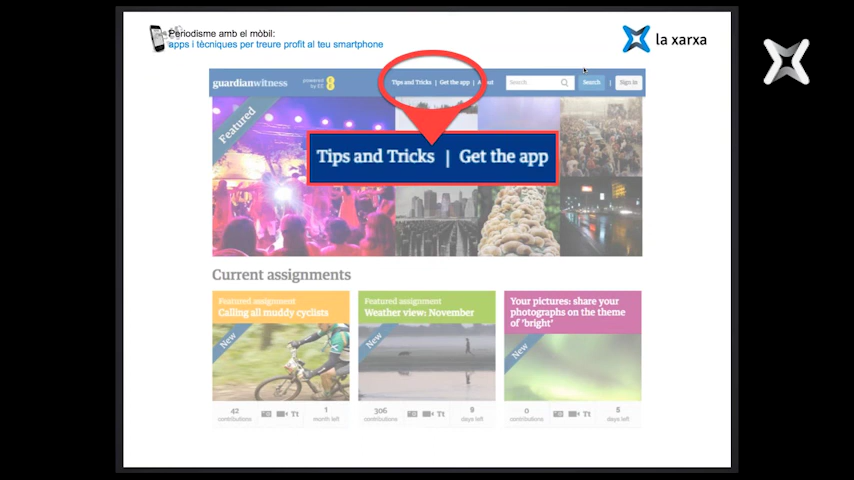 Periodisme amb el mòbil:
apps i tècniques per treure profit al teu smartphone
la xarxa
guardianwitness
powered
by EE
Tips and Tricks | Get the app | About
Search
Search
Sign in
Featured
Tips and Tricks | Get the app
Current assignments
Featured assignment
Calling all muddy cyclists
New
42
contributions
Tt
1
month left
Featured assignment
Weather view: November
New
306
contributions
Tt
9
days left
Your pictures: share your
photographs on the theme
of 'bright'
New
0
contributions
Tt
5
days left